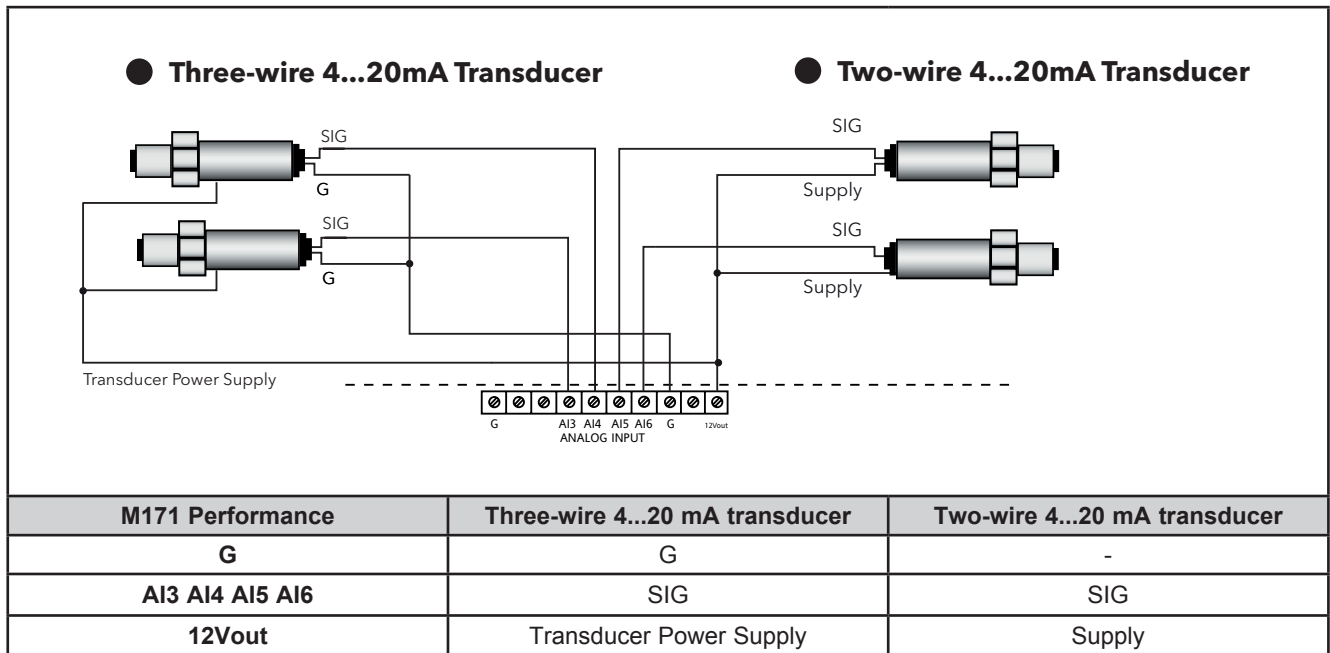 ● Three-wire 4...20mA Transducer
● Two-wire 4...20mA Transducer
SIG
G
SIG
G
SIG
Supply
SIG
Supply
Transducer Power Supply
G AI3 AI4 AI5 AI6 G 12Vout
ANALOG INPUT
M171 Performance Three-wire 4...20 mA transducer Two-wire 4...20 mA transducer
G G -
AI3 AI4 AI5 AI6 SIG SIG
12Vout Transducer Power Supply Supply